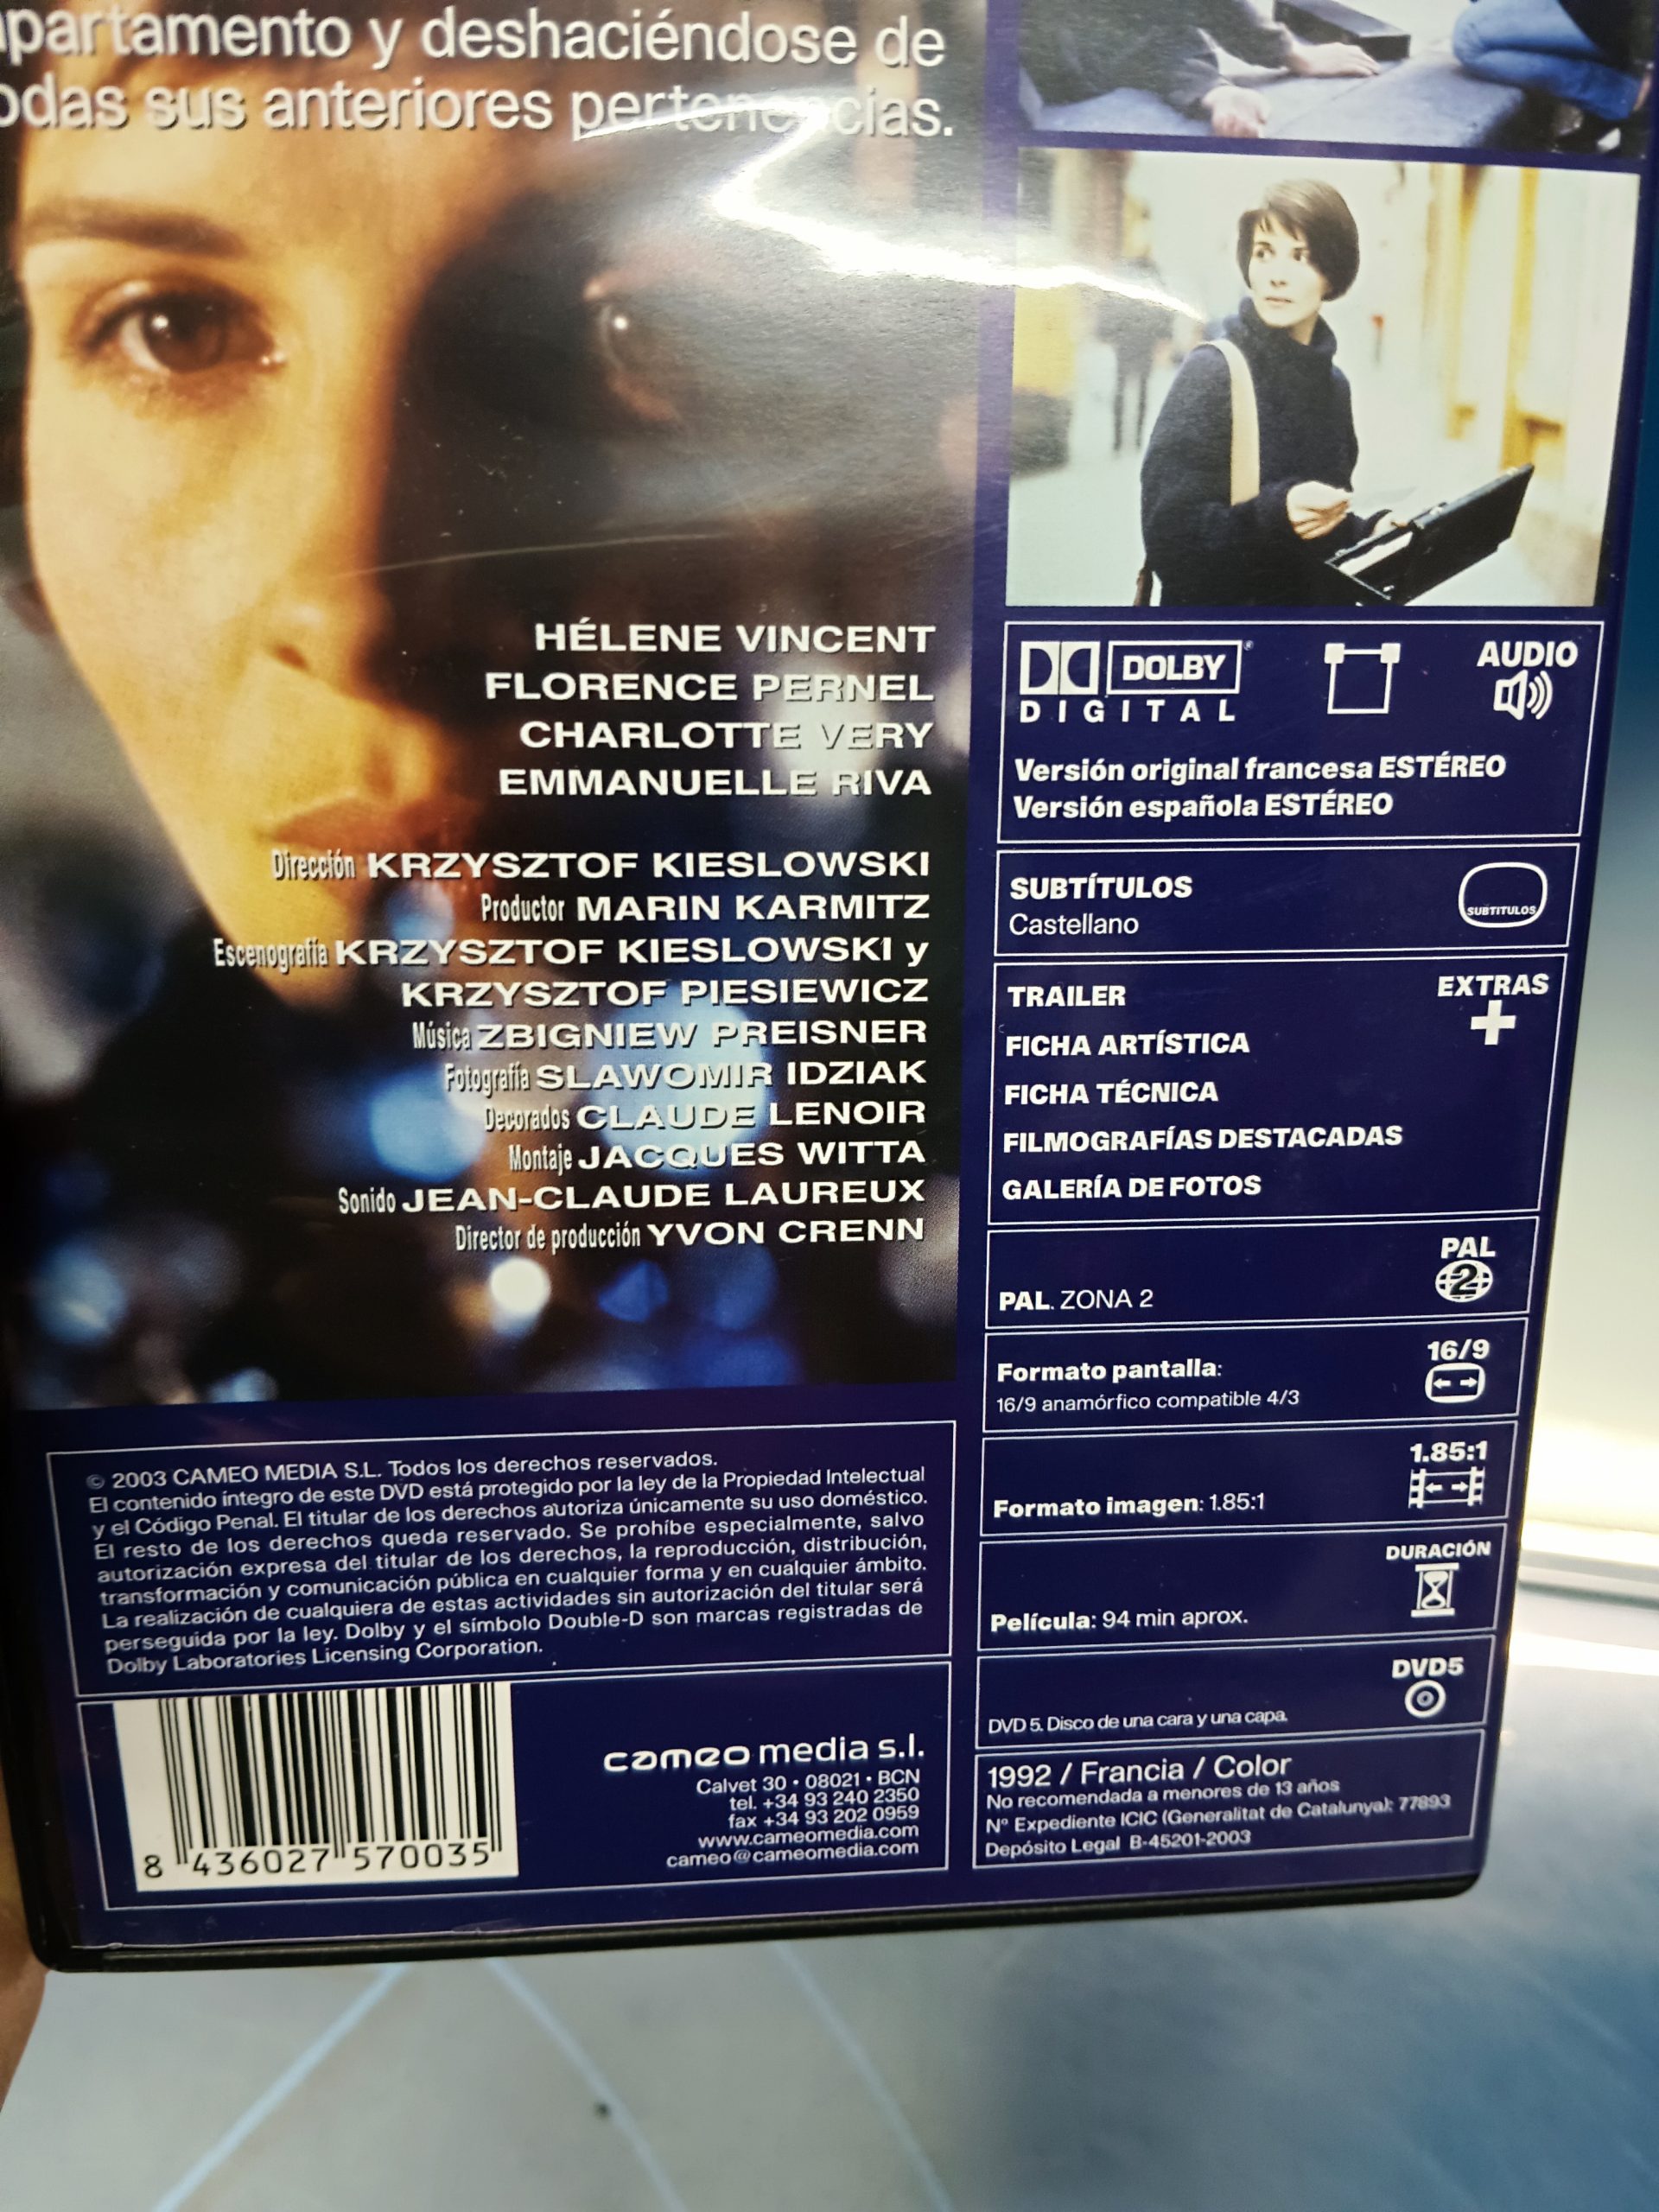 apartamento y deshaciéndose de
todas sus anteriores pertenencias.
HÉLENE VINCENT
FLORENCE PERNEL
CHARLOTTE VERY
EMMANUELLE RIVA
Dirección KRZYSZTOF KIESLOWSKI
Productor MARIN KARMITZ
Escenografía KRZYSZTOF KIESLOWSKI y
KRZYSZTOF PIESIEWICZ
Música ZBIGNIEW PREISNER
Fotografía SLAWOMIR IDZIAK
Decorados CLAUDE LENOIR
Montaje JACQUES WITTA
Sonido JEAN-CLAUDE LAUREUX
Director de producción YVON CRENN
© 2003 CAMEO MEDIA S.L. Todos los derechos reservados.
El contenido íntegro de este DVD está protegido por la ley de la Propiedad Intelectual
y el Código Penal. El titular de los derechos autoriza únicamente su uso doméstico.
El resto de los derechos queda reservado. Se prohíbe especialmente, salvo
autorización expresa del titular de los derechos, la reproducción, distribución,
transformación y comunicación pública en cualquier forma y en cualquier ámbito.
La realización de cualquiera de estas actividades sin autorización del titular será
perseguida por la ley. Dolby y el símbolo Double-D son marcas registradas de
Dolby Laboratories Licensing Corporation.
8 436027 570035
cameo media s.l.
Calvet 30 • 08021 • BCN
tel. +34 93 240 2350
fax +34 93 202 0959
www.cameomedia.com
cameo@cameomedia.com
DOLBY
DIGITAL
AUDIO
Versión original francesa ESTÉREO
Versión española ESTÉREO
SUBTÍTULOS
Castellano
SUBTITULOS
EXTRAS
TRAILER
FICHA ARTÍSTICA
FICHA TÉCNICA
FILMOGRAFÍAS DESTACADAS
GALERÍA DE FOTOS
PAL
2
PAL. ZONA 2
16/9
Formato pantalla:
16/9 anamórfico compatible 4/3
1.85:1
Formato imagen: 1.85:1
DURACIÓN
Película: 94 min aprox.
DVD5
DVD 5. Disco de una cara y una capa.
1992 / Francia / Color
No recomendada a menores de 13 años
Nº Expediente ICIC (Generalitat de Catalunya): 77893
Depósito Legal B-45201-2003